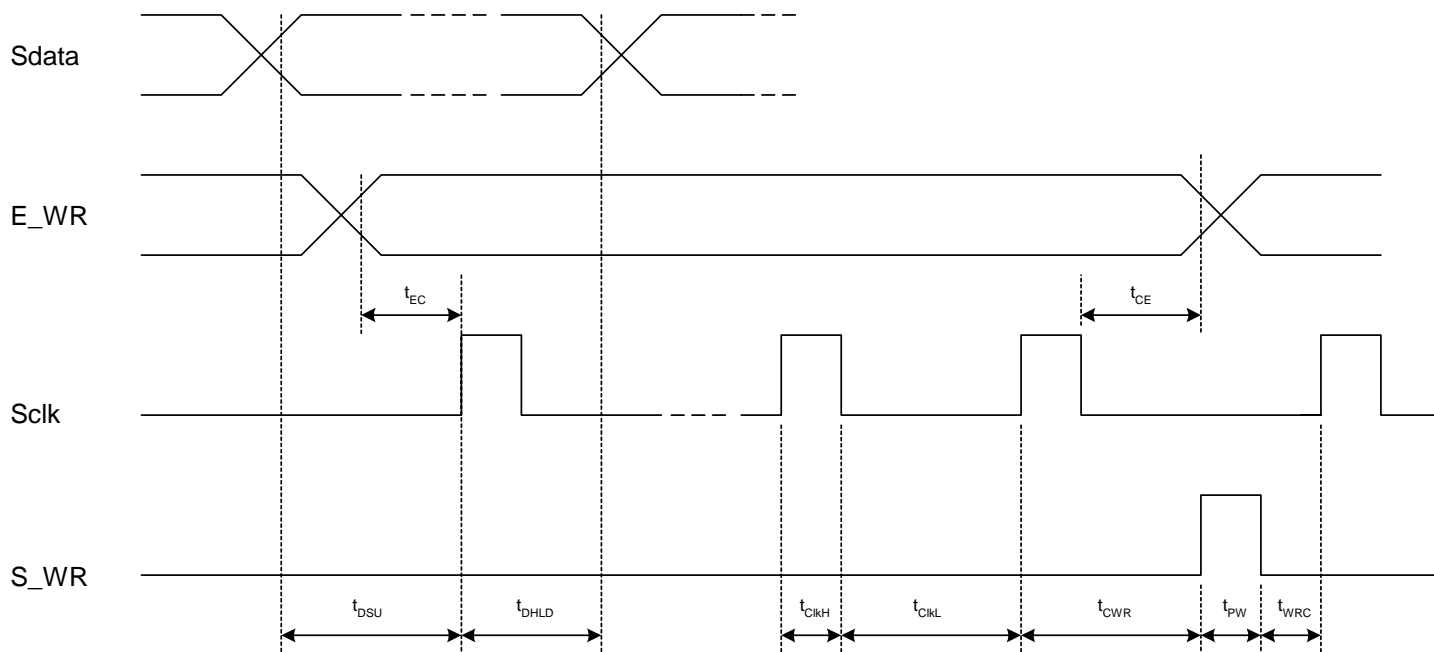 Sdata
E_WR
tEC
tCE
Sclk
S_WR
tDSU
tDHLD
tClkH
tClkL
tCWR
tPW
tWRC